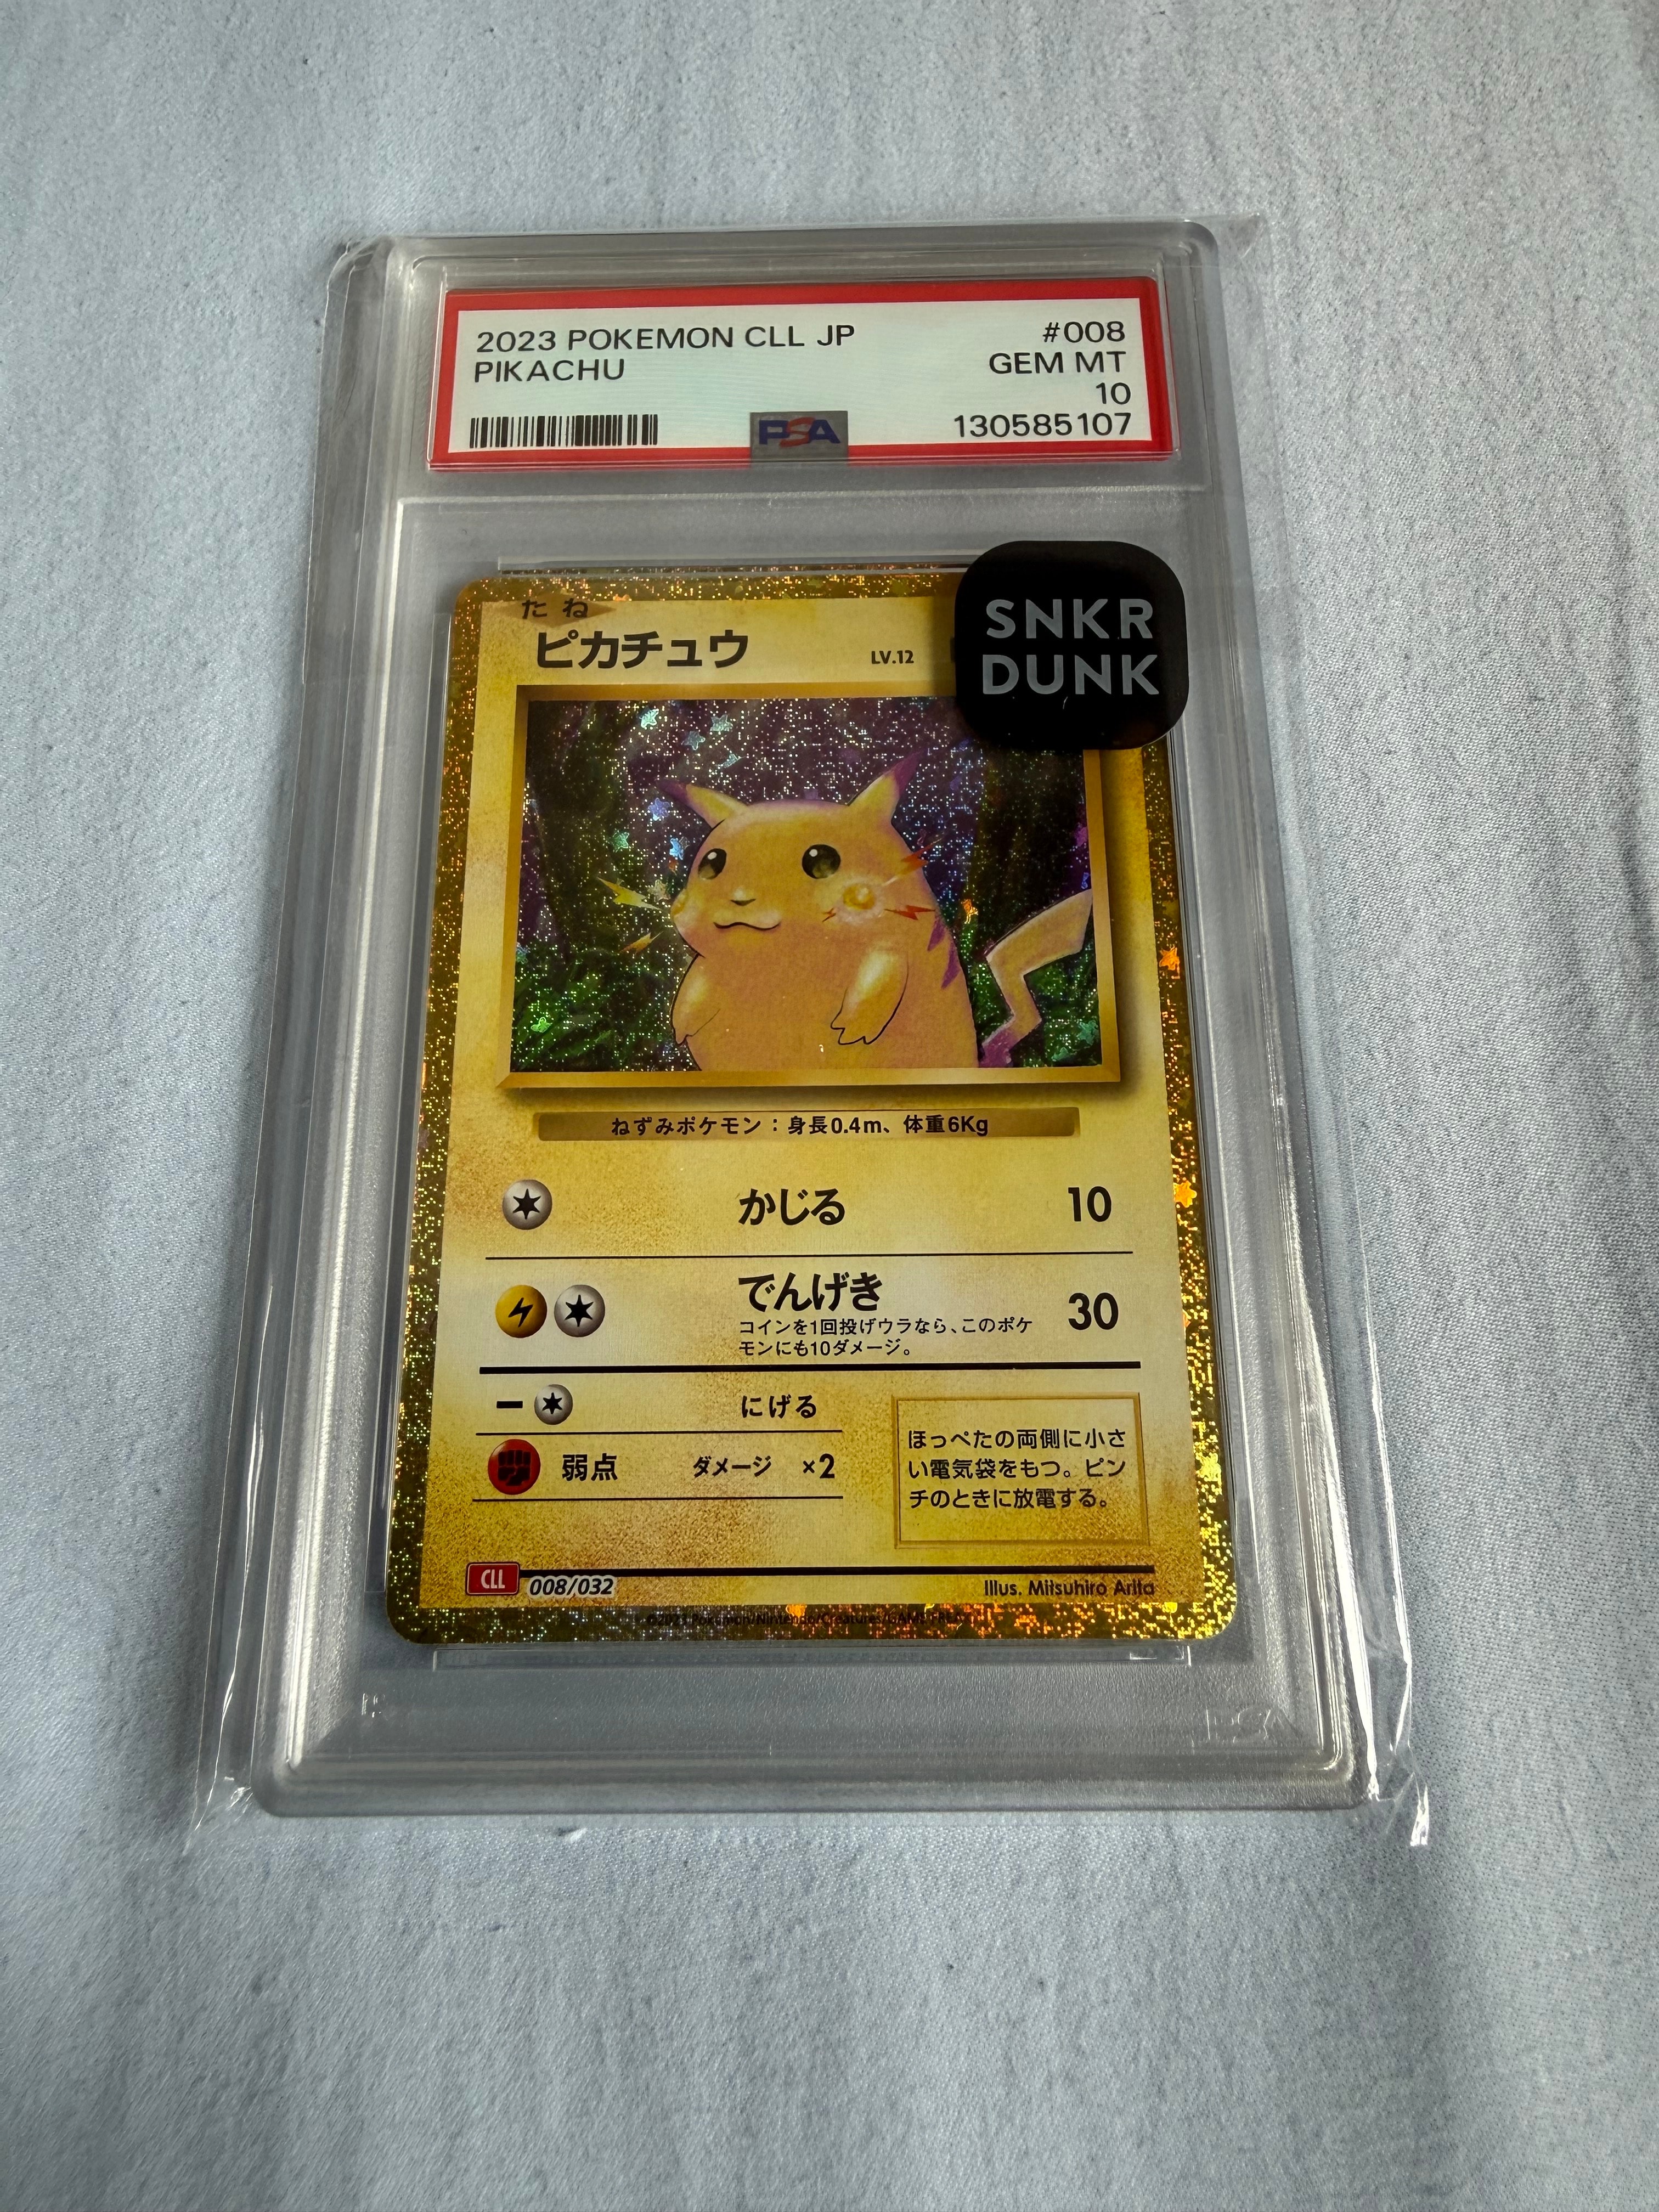 2023 POKEMON CLL JP #008
PIKACHU GEM MT
10
PSA 130585107
SNKR
DUNK
たね
ピカチュウ LV.12
ねずみポケモン：身長0.4m、体重6Kg
かじる 10
でんげき 30
コインを1回投げウラなら、このポケ
モンにも10ダメージ。
にげる
弱点 ダメージ ×2
ほっぺたの両側に小さ
い電気袋をもつ。ピン
チのときに放電する。
CLL 008/032 Illus. Mitsuhiro Arita
©2023 Pokémon/Nintendo/Creatures/GAME FREAK